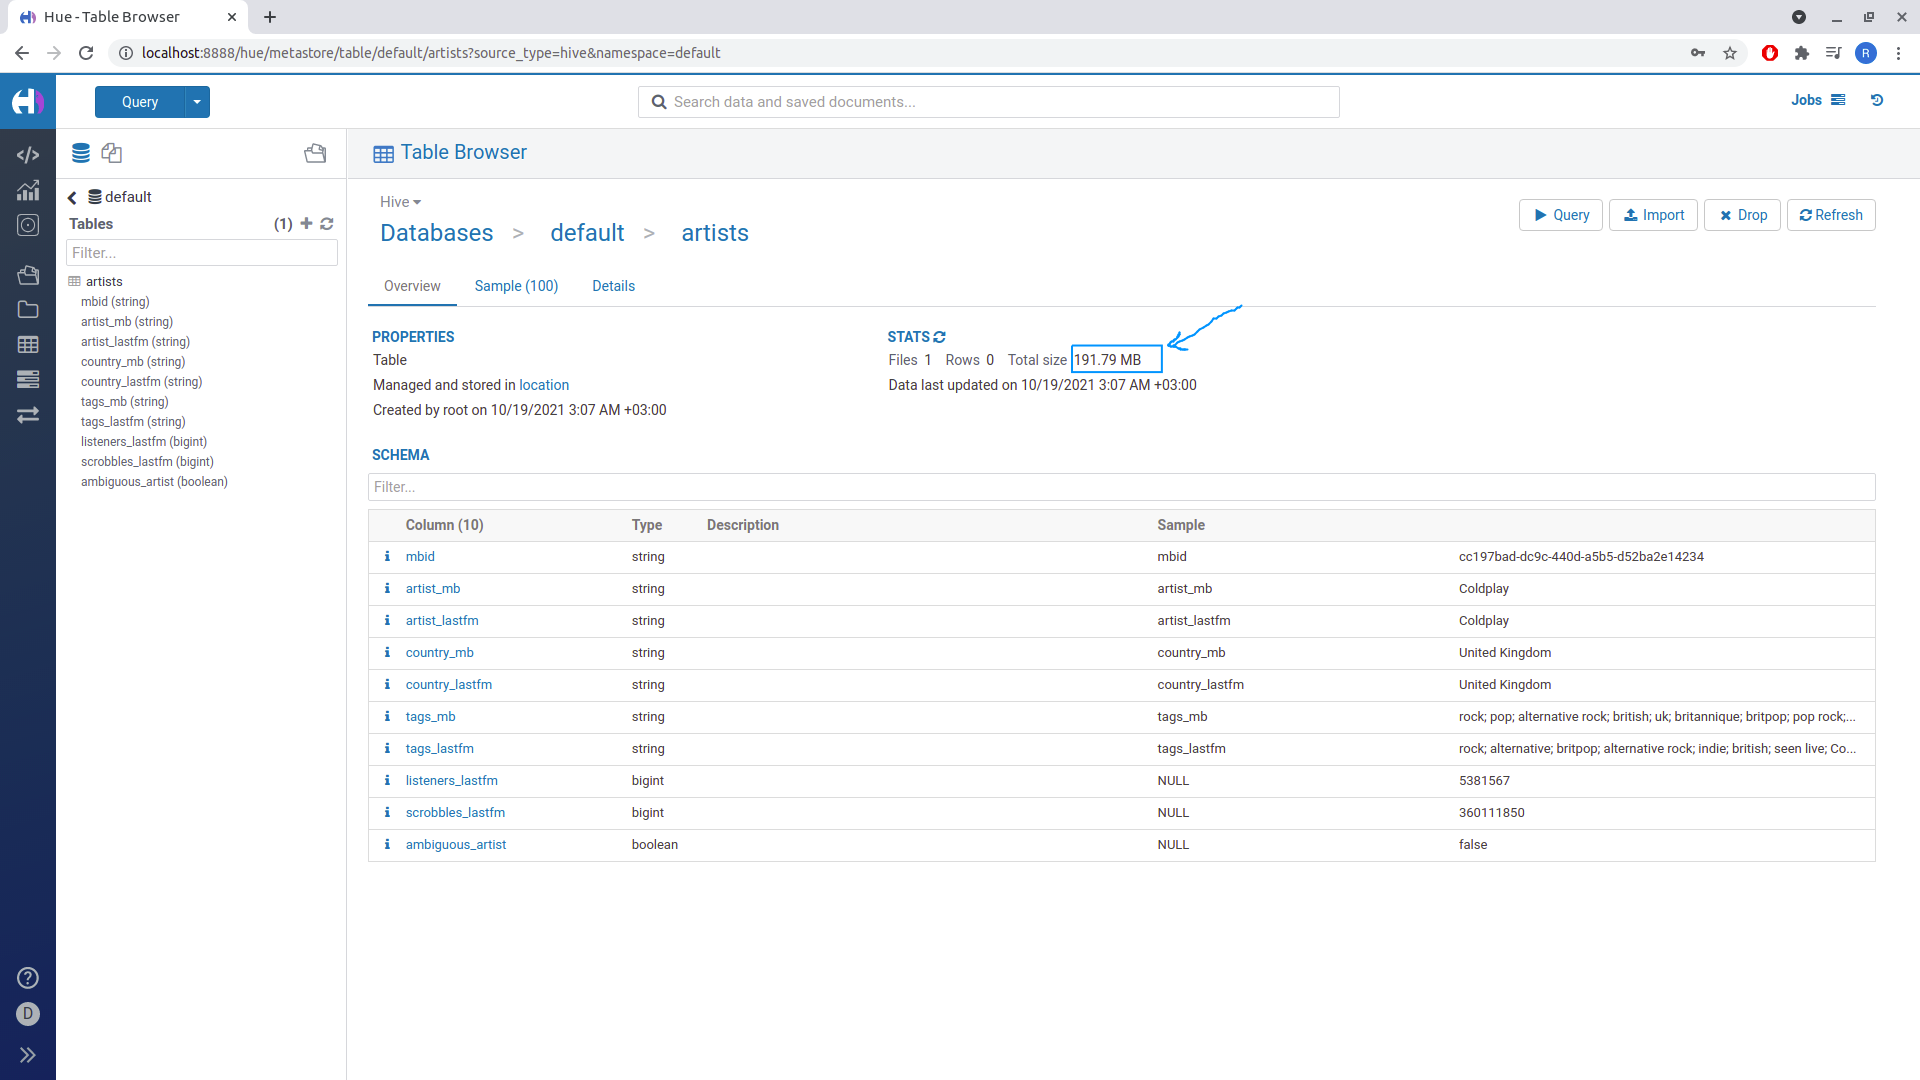 Hue - Table Browser
localhost:8888/hue/metastore/table/default/artists?source_type=hive&namespace=default
R
Query
Search data and saved documents...
Jobs
Table Browser
default
Tables (1)
Filter...
artists
mbid (string)
artist_mb (string)
artist_lastfm (string)
country_mb (string)
country_lastfm (string)
tags_mb (string)
tags_lastfm (string)
listeners_lastfm (bigint)
scrobbles_lastfm (bigint)
ambiguous_artist (boolean)
D
Hive
Databases > default > artists
Query Import Drop Refresh
Overview Sample (100) Details
PROPERTIES
Table
Managed and stored in location
Created by root on 10/19/2021 3:07 AM +03:00
STATS
Files 1 Rows 0 Total size 191.79 MB
Data last updated on 10/19/2021 3:07 AM +03:00
SCHEMA
Filter...
Column (10) Type Description Sample
mbid string mbid cc197bad-dc9c-440d-a5b5-d52ba2e14234
artist_mb string artist_mb Coldplay
artist_lastfm string artist_lastfm Coldplay
country_mb string country_mb United Kingdom
country_lastfm string country_lastfm United Kingdom
tags_mb string tags_mb rock; pop; alternative rock; british; uk; britannique; britpop; pop rock;...
tags_lastfm string tags_lastfm rock; alternative; britpop; alternative rock; indie; british; seen live; Co...
listeners_lastfm bigint NULL 5381567
scrobbles_lastfm bigint NULL 360111850
ambiguous_artist boolean NULL false